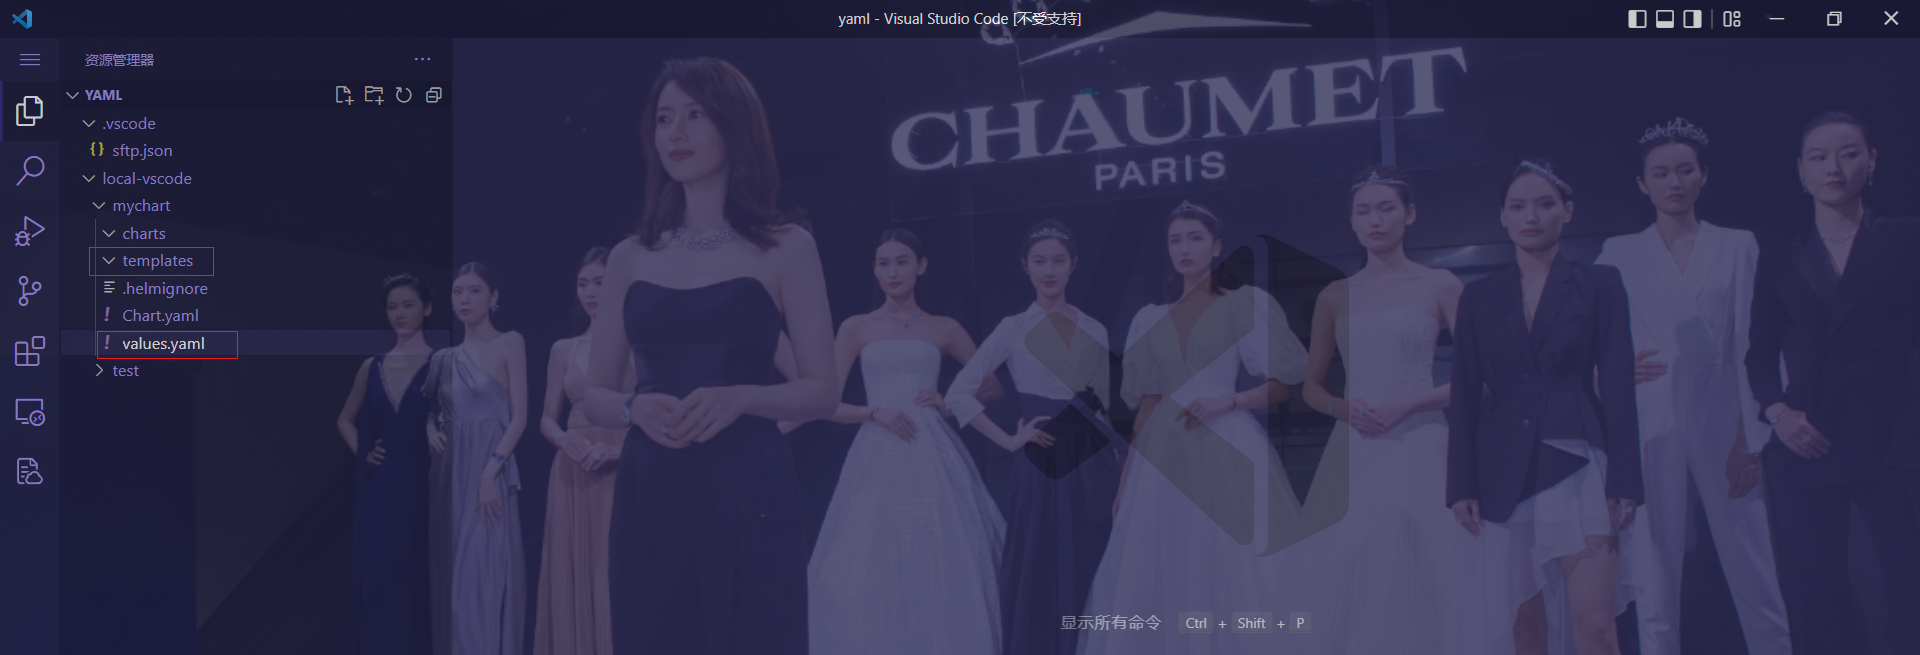 yaml - Visual Studio Code [不受支持]
资源管理器
YAML
.vscode
{} sftp.json
local-vscode
mychart
charts
templates
.helmignore
! Chart.yaml
! values.yaml
test
CHAUMET
PARIS
显示所有命令 Ctrl + Shift + P